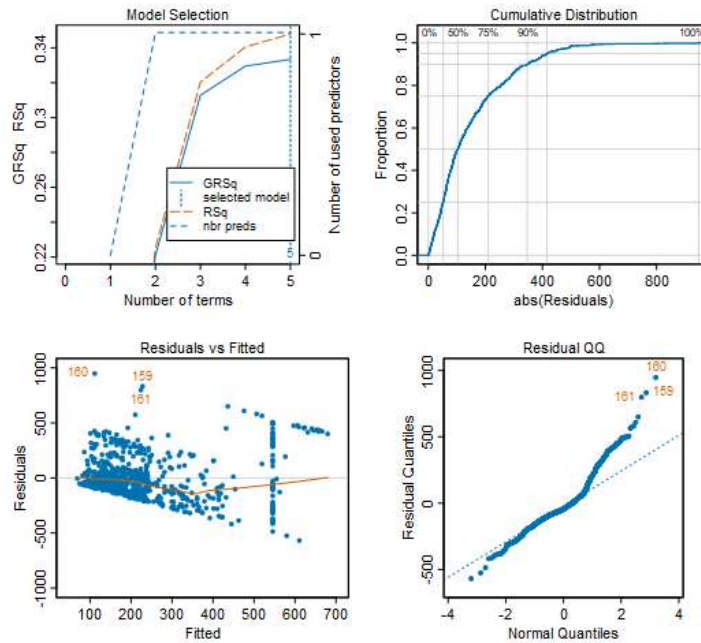 Model Selection
GRSq RSq
0.22 0.26 0.3 0.34
0 1 2 3 4 5
Number of terms
0 1
Number of used predictors
GRSq
selected model
RSq
nbr preds
5
Cumulative Distribution
0% 50% 75% 90% 100%
Proportion
0.0 0.2 0.4 0.6 0.8 1.0
0 200 400 600 800
abs(Residuals)
Residuals vs Fitted
Residuals
-1000 -500 0 500 1000
160
159
161
100 200 300 400 500 600 700
Fitted
Residual QQ
Residual Quantiles
-500 0 500 1000
160
161 159
-4 -2 0 2 4
Normal Quantiles